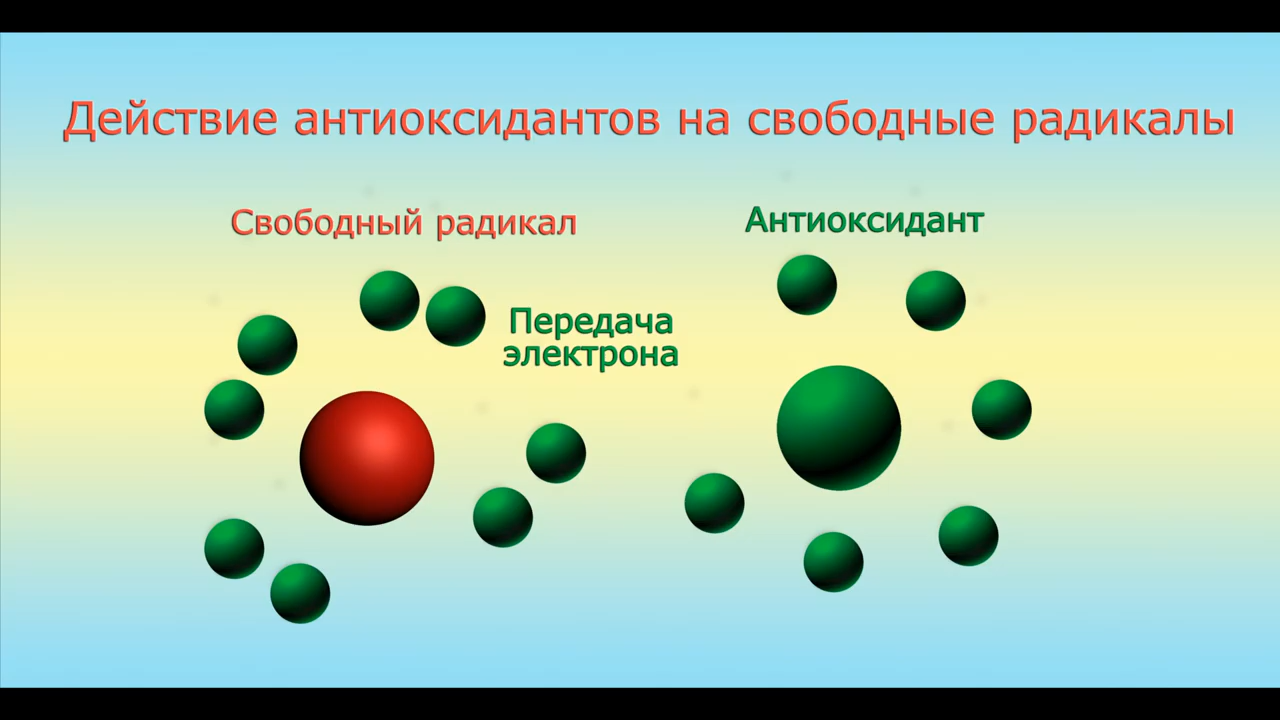 Действие антиоксидантов на свободные радикалы
Свободный радикал
Антиоксидант
Передача
электрона